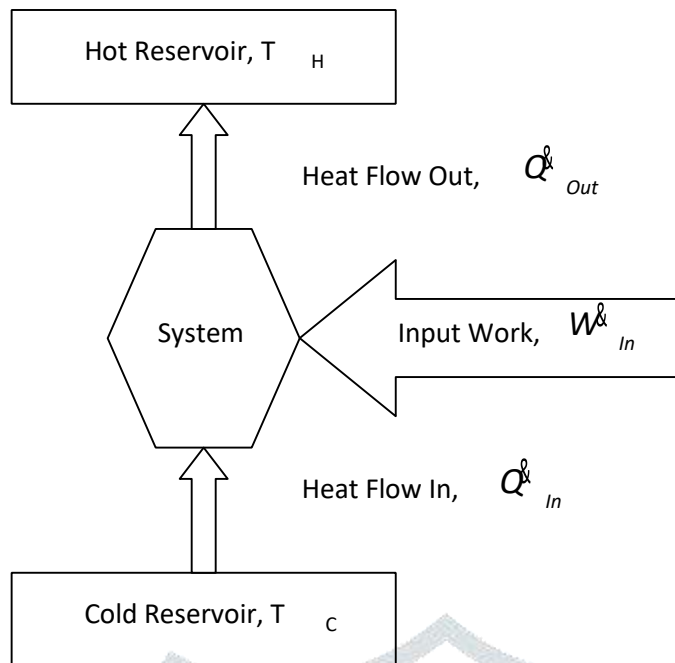 Hot Reservoir, T H
Heat Flow Out, Q& Out
System
Input Work, W& In
Heat Flow In, Q& In
Cold Reservoir, T C